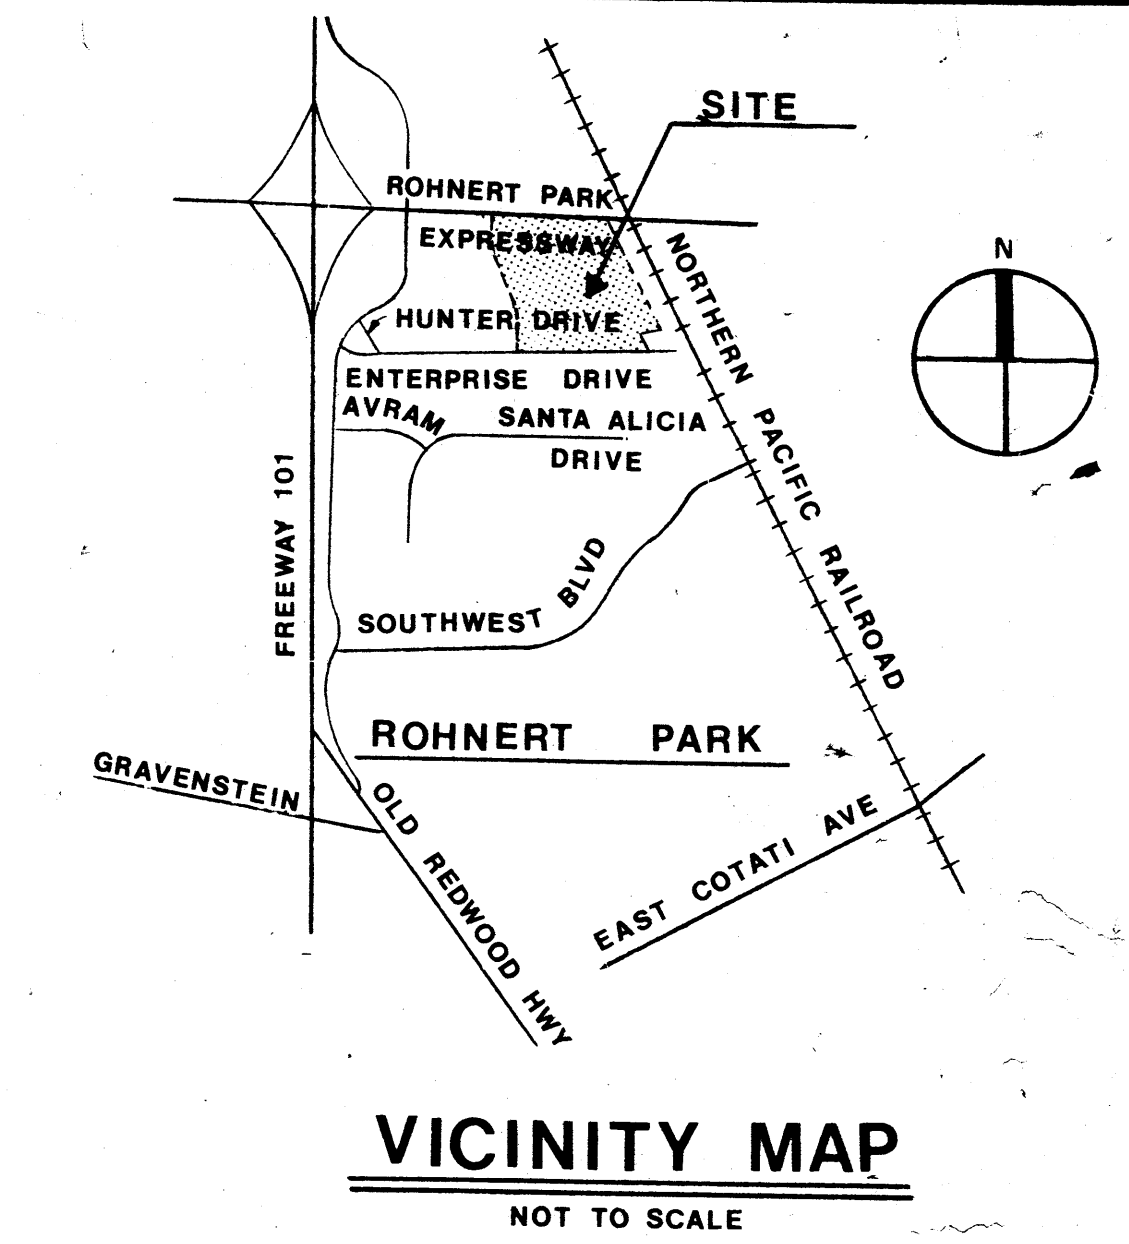 SITE
ROHNERT PARK
EXPRESSWAY
N
HUNTER DRIVE
ENTERPRISE DRIVE
AVRAM
SANTA ALICIA
DRIVE
NORTHERN PACIFIC RAILROAD
FREEWAY 101
SOUTHWEST BLVD
ROHNERT PARK
GRAVENSTEIN
OLD REDWOOD HWY
EAST COTATI AVE
VICINITY MAP
NOT TO SCALE